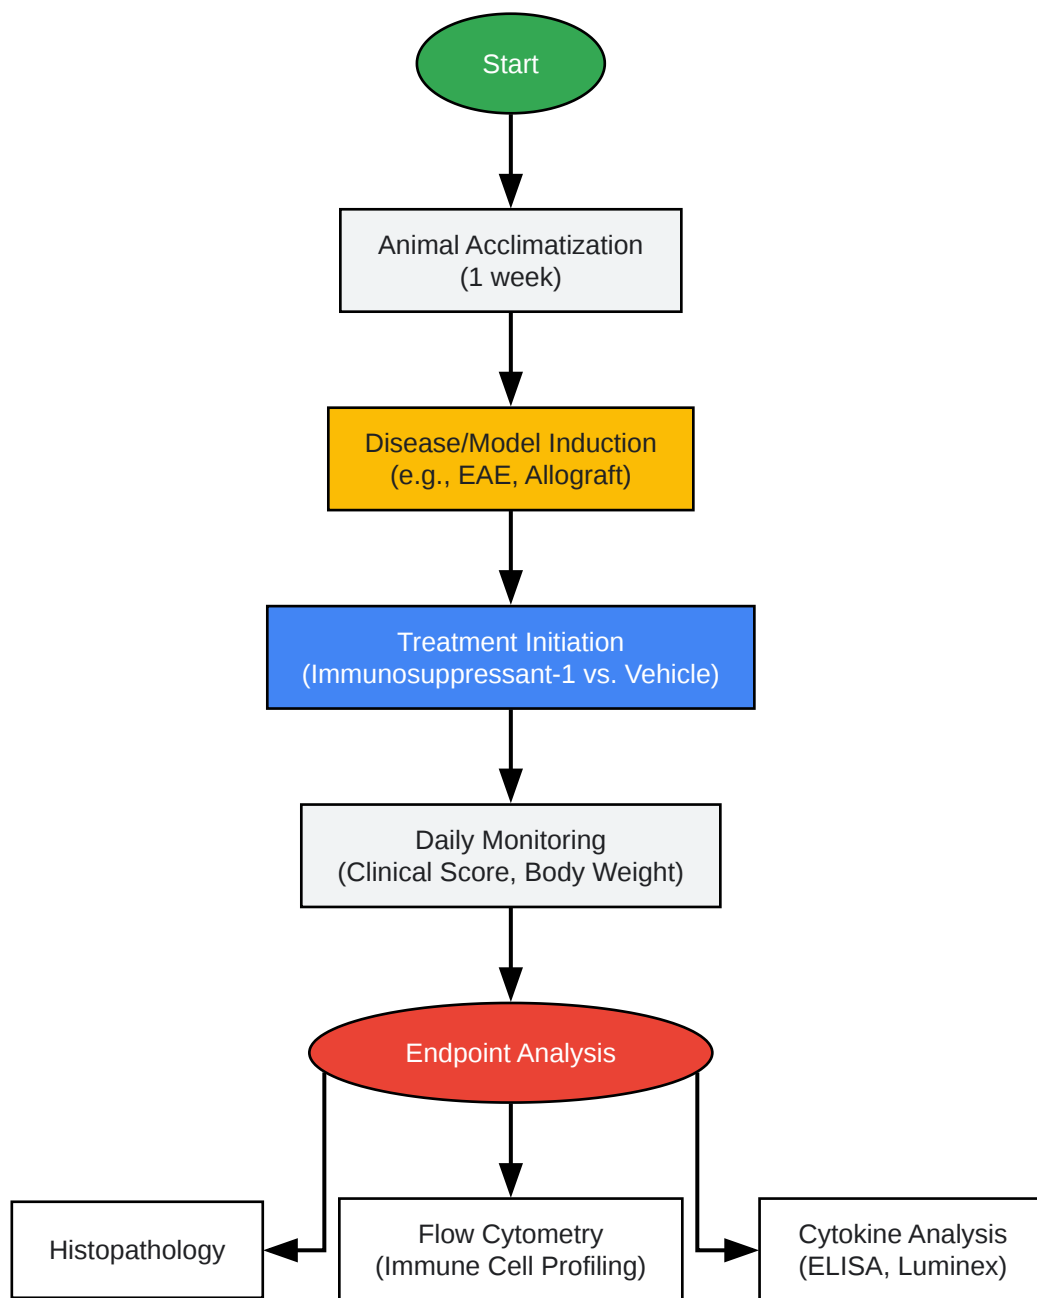 Start
Animal Acclimatization
(1 week)
Disease/Model Induction
(e.g., EAE, Allograft)
Treatment Initiation
(Immunosuppressant-1 vs. Vehicle)
Daily Monitoring
(Clinical Score, Body Weight)
Endpoint Analysis
Histopathology
Flow Cytometry
(Immune Cell Profiling)
Cytokine Analysis
(ELISA, Luminex)